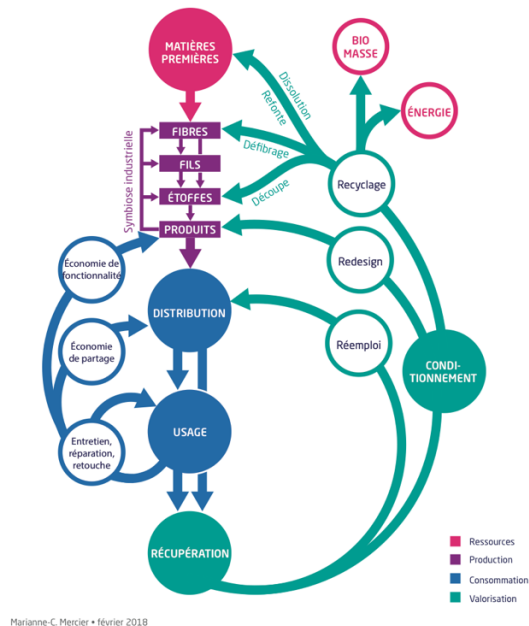 MATIÈRES
PREMIÈRES
BIO
MASSE
ÉNERGIE
Dissolution
Refonte
Défibrage
Découpe
Recyclage
Symbiose industrielle
FIBRES
FILS
ÉTOFFES
PRODUITS
Économie de
fonctionnalité
Redesign
DISTRIBUTION
Économie
de partage
Réemploi
CONDI-
TIONNEMENT
USAGE
Entretien,
réparation,
retouche
RÉCUPÉRATION
Ressources
Production
Consommation
Valorisation
Marianne-C. Mercier • février 2018